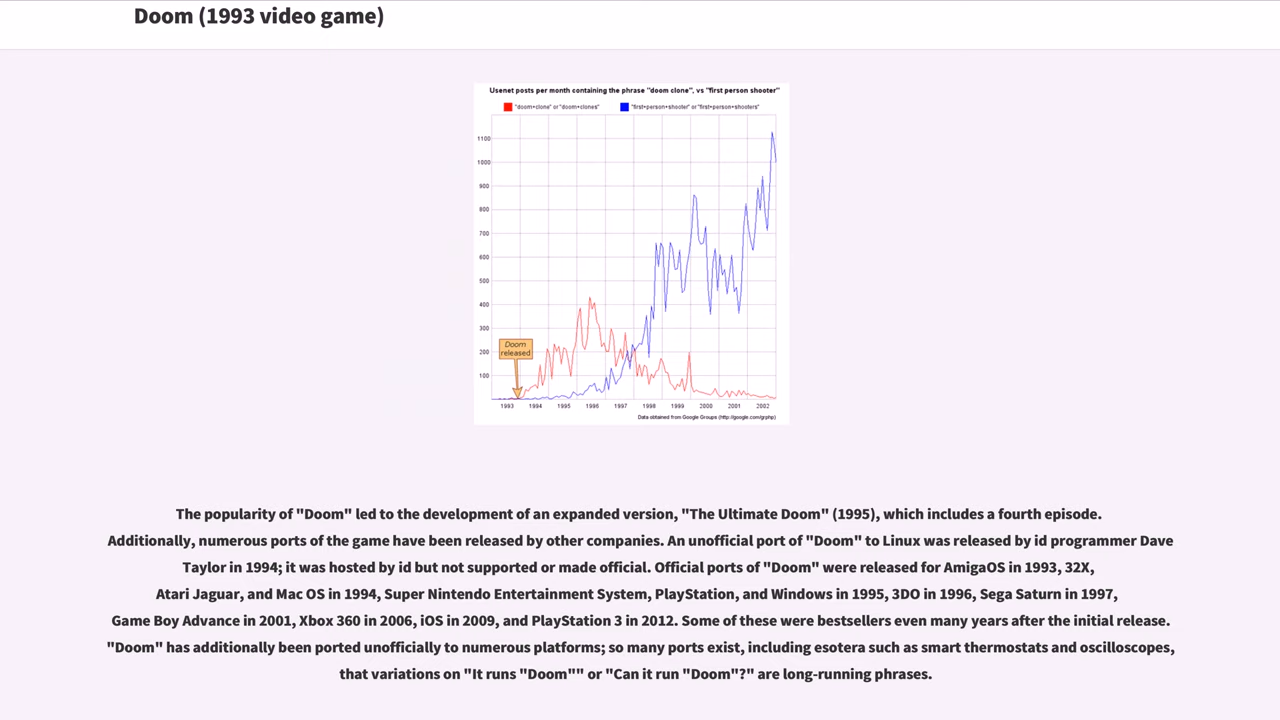 Doom (1993 video game)
Usenet posts per month containing the phrase "doom clone", vs "first person shooter"
"doom+clone" or "doom+clones" "first+person+shooter" or "first+person+shooters"
1100
1000
900
800
700
600
500
400
300
200
100
Doom
released
1993 1994 1995 1996 1997 1998 1999 2000 2001 2002
Data obtained from Google Groups (http://google.com/grphp)
The popularity of "Doom" led to the development of an expanded version, "The Ultimate Doom" (1995), which includes a fourth episode.
Additionally, numerous ports of the game have been released by other companies. An unofficial port of "Doom" to Linux was released by id programmer Dave
Taylor in 1994; it was hosted by id but not supported or made official. Official ports of "Doom" were released for AmigaOS in 1993, 32X,
Atari Jaguar, and Mac OS in 1994, Super Nintendo Entertainment System, PlayStation, and Windows in 1995, 3DO in 1996, Sega Saturn in 1997,
Game Boy Advance in 2001, Xbox 360 in 2006, iOS in 2009, and PlayStation 3 in 2012. Some of these were bestsellers even many years after the initial release.
"Doom" has additionally been ported unofficially to numerous platforms; so many ports exist, including esotera such as smart thermostats and oscilloscopes,
that variations on "It runs "Doom"" or "Can it run "Doom"?" are long-running phrases.